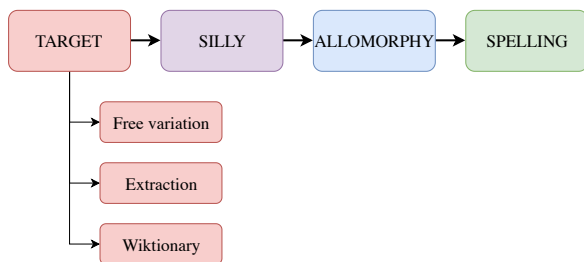 TARGET
SILLY
ALLOMORPHY
SPELLING
Free variation
Extraction
Wiktionary